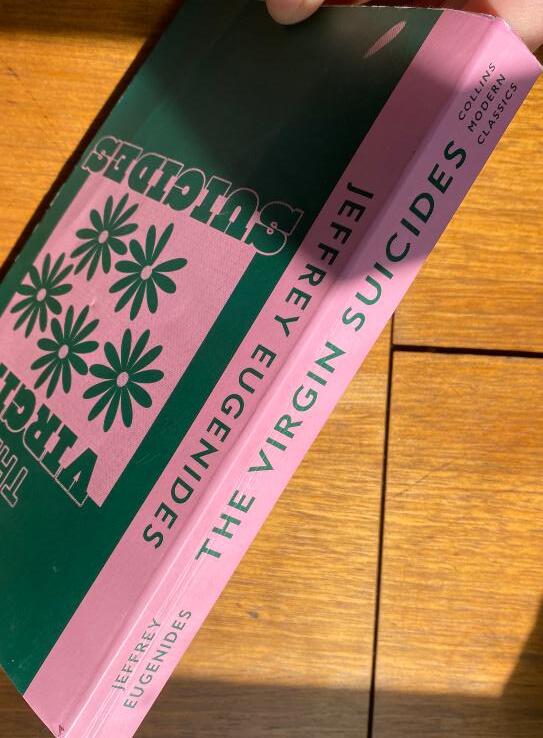 THE
VIRGIN
SUICIDES
JEFFREY EUGENIDES
JEFFREY
EUGENIDES
THE VIRGIN SUICIDES
COLLINS
MODERN
CLASSICS